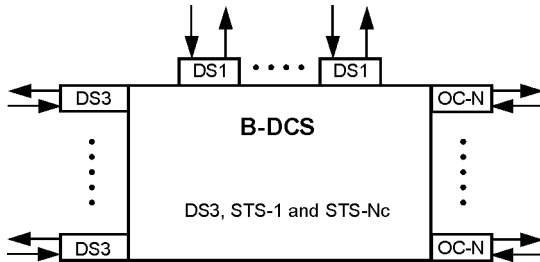 DS1 DS1
DS3 OC-N
B-DCS
DS3, STS-1 and STS-Nc
DS3 OC-N